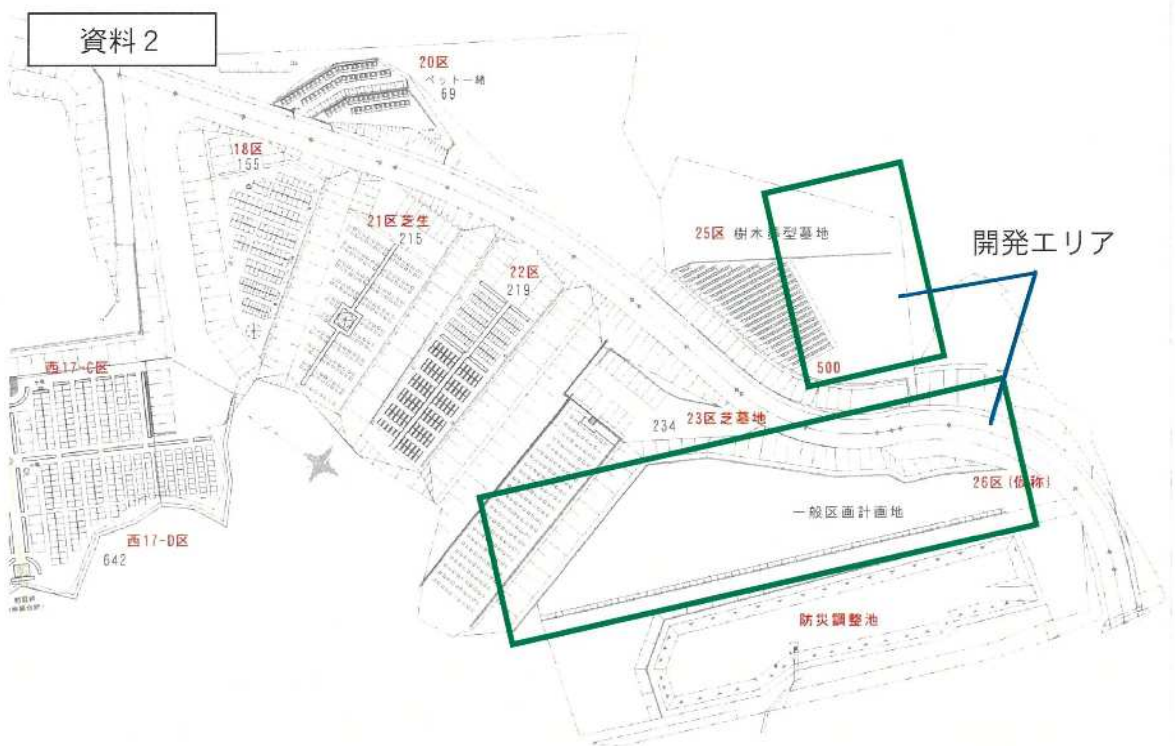 資料2
20区
ペット一緒
69
18区
155
21区芝生
215
22区
219
25区 樹木葬型墓地
開発エリア
500
西17-C区
23区芝墓地
234
26区(仮称)
一般区画計画地
西17-D区
642
防災調整池